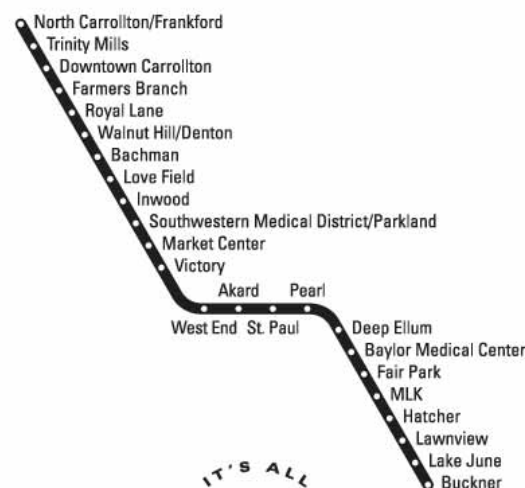 North Carrollton/Frankford
Trinity Mills
Downtown Carrollton
Farmers Branch
Royal Lane
Walnut Hill/Denton
Bachman
Love Field
Inwood
Southwestern Medical District/Parkland
Market Center
Victory
Akard Pearl
West End St. Paul
Deep Ellum
Baylor Medical Center
Fair Park
MLK
Hatcher
Lawnview
Lake June
Buckner
IT'S ALL